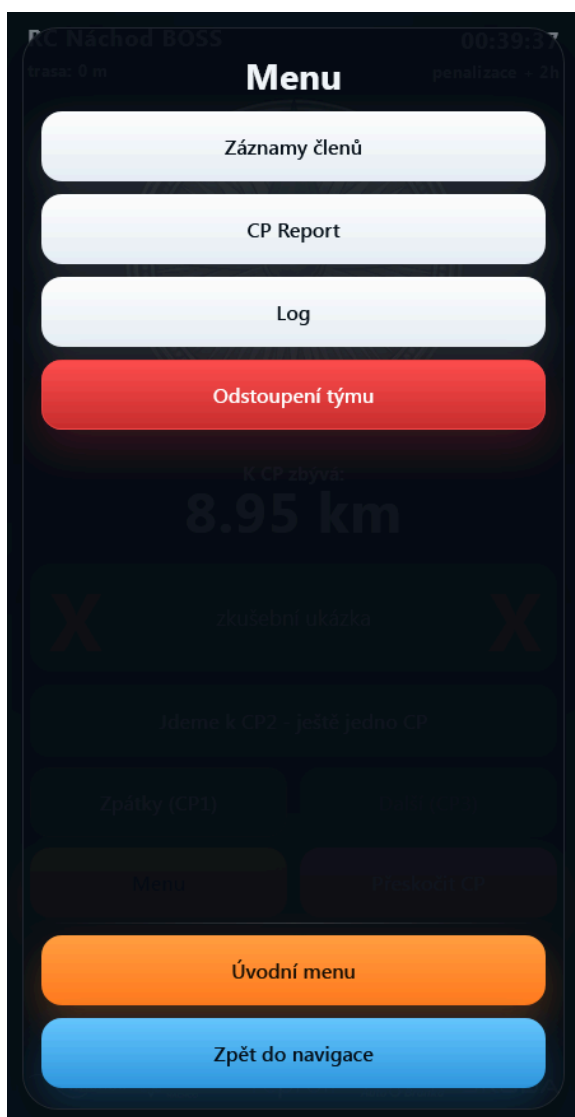 RC Náchod BOSS
00:39:37
trasa: 0 m
penalizace + 2h
Menu
Záznamy členů
CP Report
Log
Odstoupení týmu
K CP zbývá:
8.95 km
X
zkušební ukázka
X
Jdeme k CP2 ještě jedno CP
Zpátky (CP1)
Menu
Přeskočit CP
Úvodní menu
Zpět do navigace